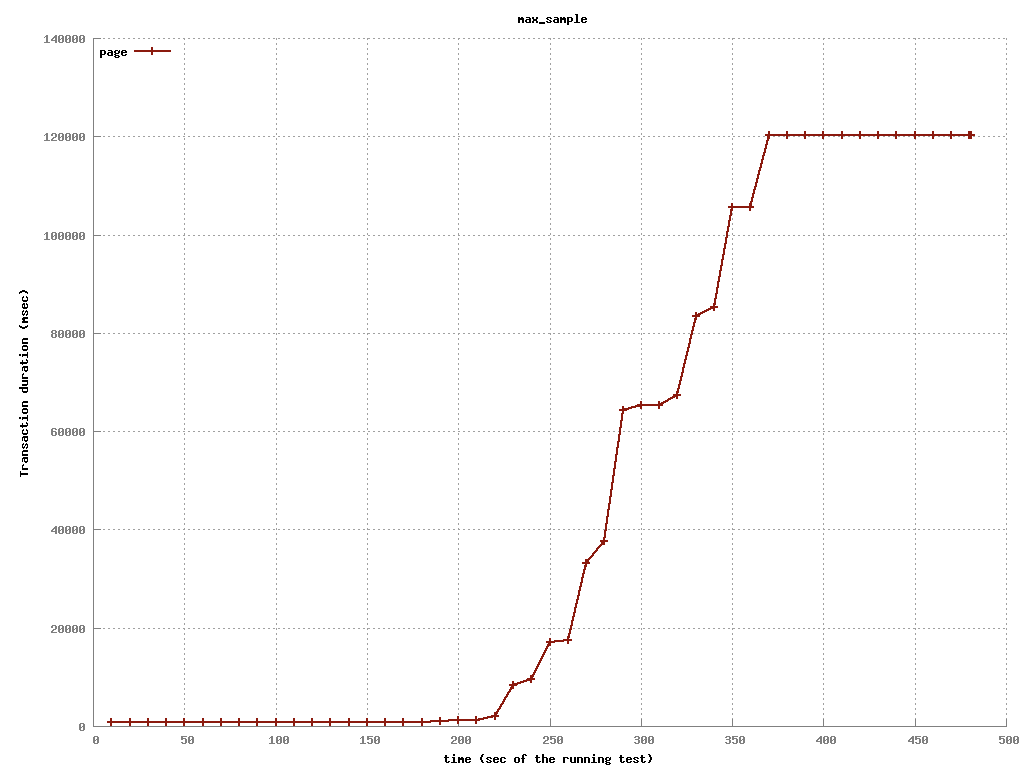 max_sample
140000
page
120000
100000
80000
60000
40000
20000
0
Transaction duration (msec)
0 50 100 150 200 250 300 350 400 450 500
time (sec of the running test)